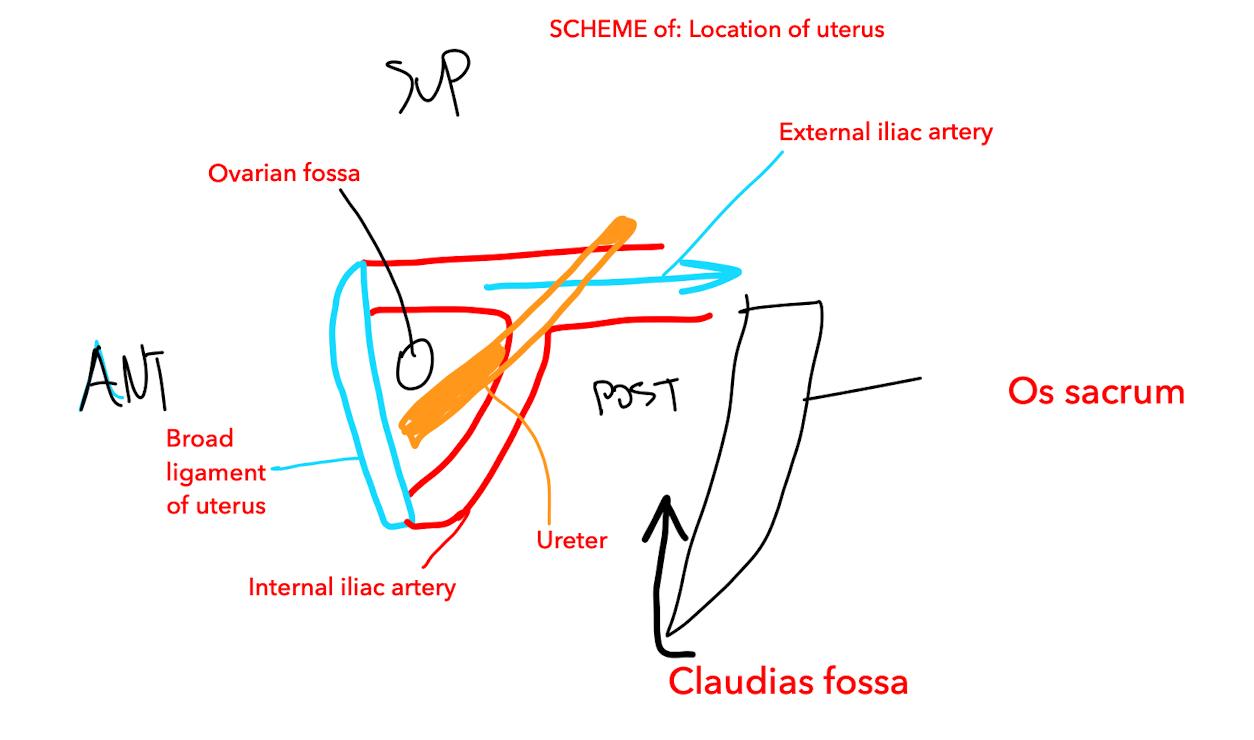 SCHEME of: Location of uterus
SUP
External iliac artery
Ovarian fossa
ANT
POST
Os sacrum
Broad
ligament
of uterus
Ureter
Internal iliac artery
Claudias fossa